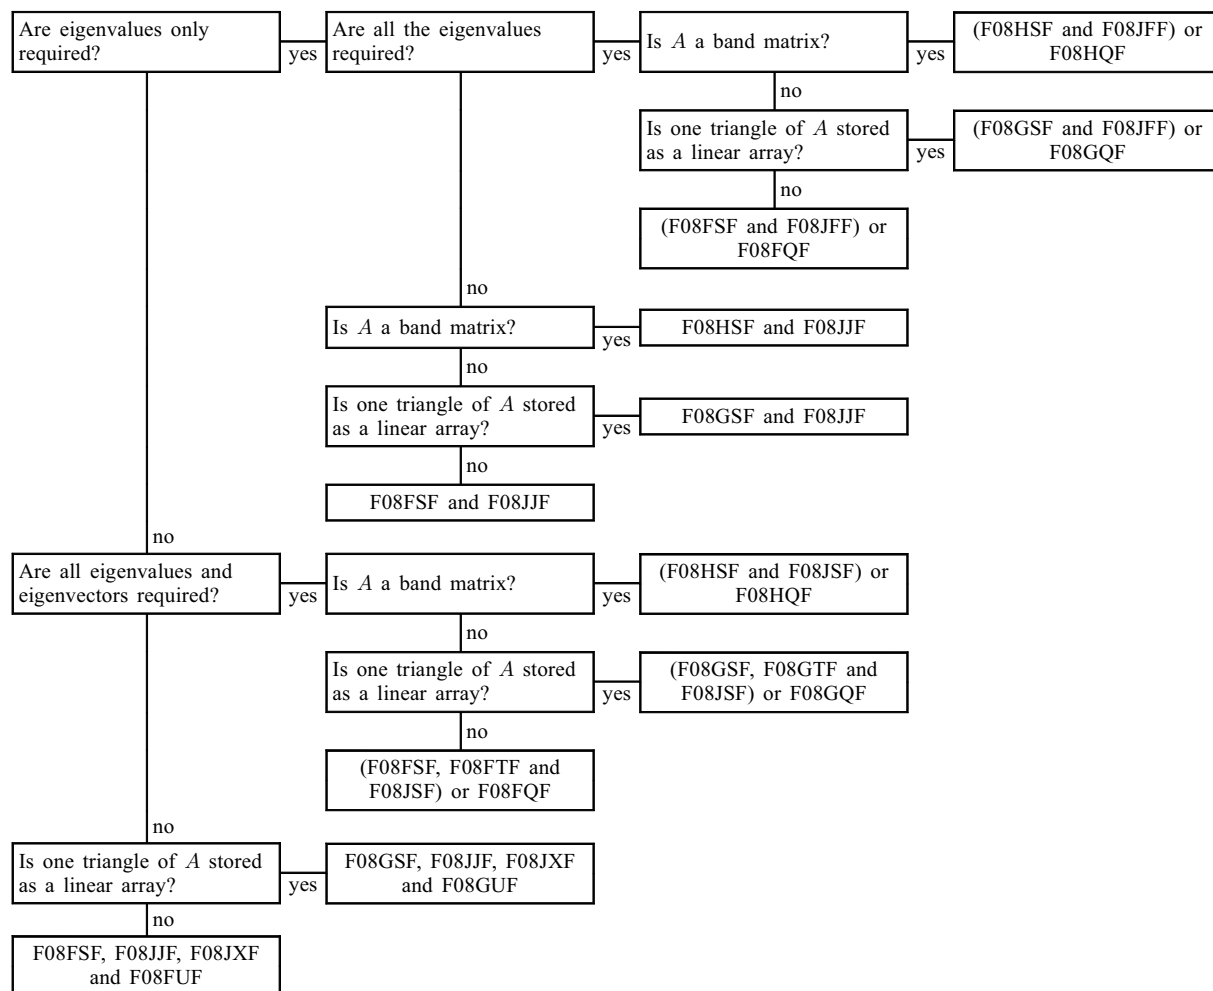 Are eigenvalues only
required?
yes
Are all the eigenvalues
required?
yes
Is A a band matrix?
yes
(F08HSF and F08JFF) or
F08HQF
no
Is one triangle of A stored
as a linear array?
yes
(F08GSF and F08JFF) or
F08GQF
no
(F08FSF and F08JFF) or
F08FQF
no
Is A a band matrix?
yes
F08HSF and F08JJF
no
Is one triangle of A stored
as a linear array?
yes
F08GSF and F08JJF
no
F08FSF and F08JJF
no
Are all eigenvalues and
eigenvectors required?
yes
Is A a band matrix?
yes
(F08HSF and F08JSF) or
F08HQF
no
Is one triangle of A stored
as a linear array?
yes
(F08GSF, F08GTF and
F08JSF) or F08GQF
no
(F08FSF, F08FTF and
F08JSF) or F08FQF
no
Is one triangle of A stored
as a linear array?
yes
F08GSF, F08JJF, F08JXF
and F08GUF
no
F08FSF, F08JJF, F08JXF
and F08FUF